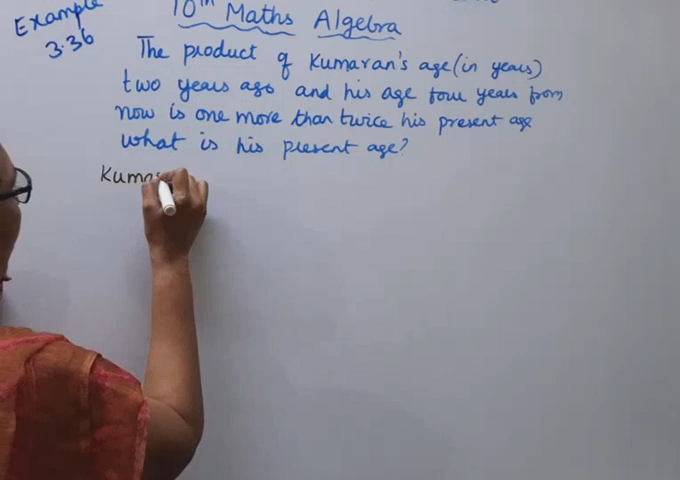 Example
3.36
10th Maths Algebra
The product of Kumaran's age (in years)
two years ago and his age four years from
now is one more than twice his present age
what is his present age?
Kuma